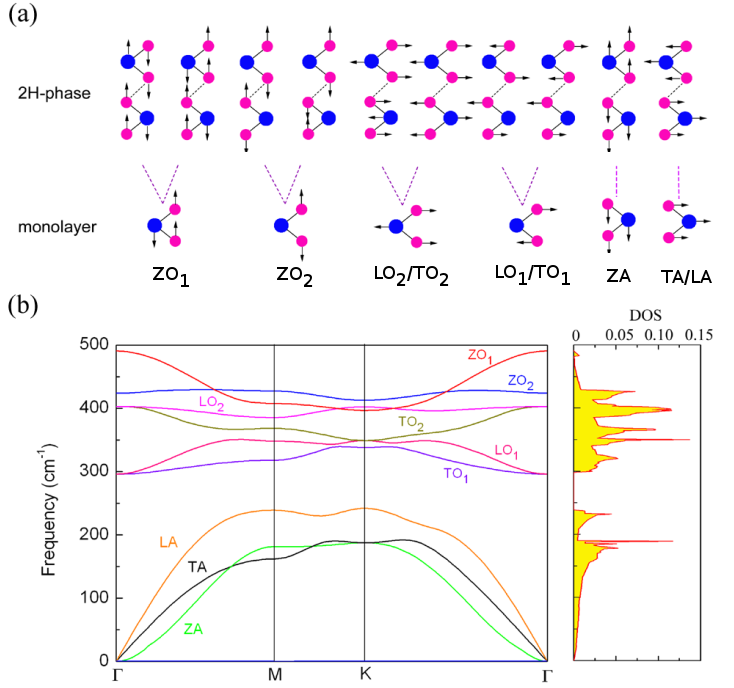 (a)
2H-phase
monolayer
ZO1 ZO2 LO2/TO2 LO1/TO1 ZA TA/LA
(b)
DOS
0 0.05 0.10 0.15
500
400
300
200
100
0
Frequency (cm-1)
ZO1
ZO2
LO2
TO2
LO1
TO1
LA
TA
ZA
Γ M K Γ